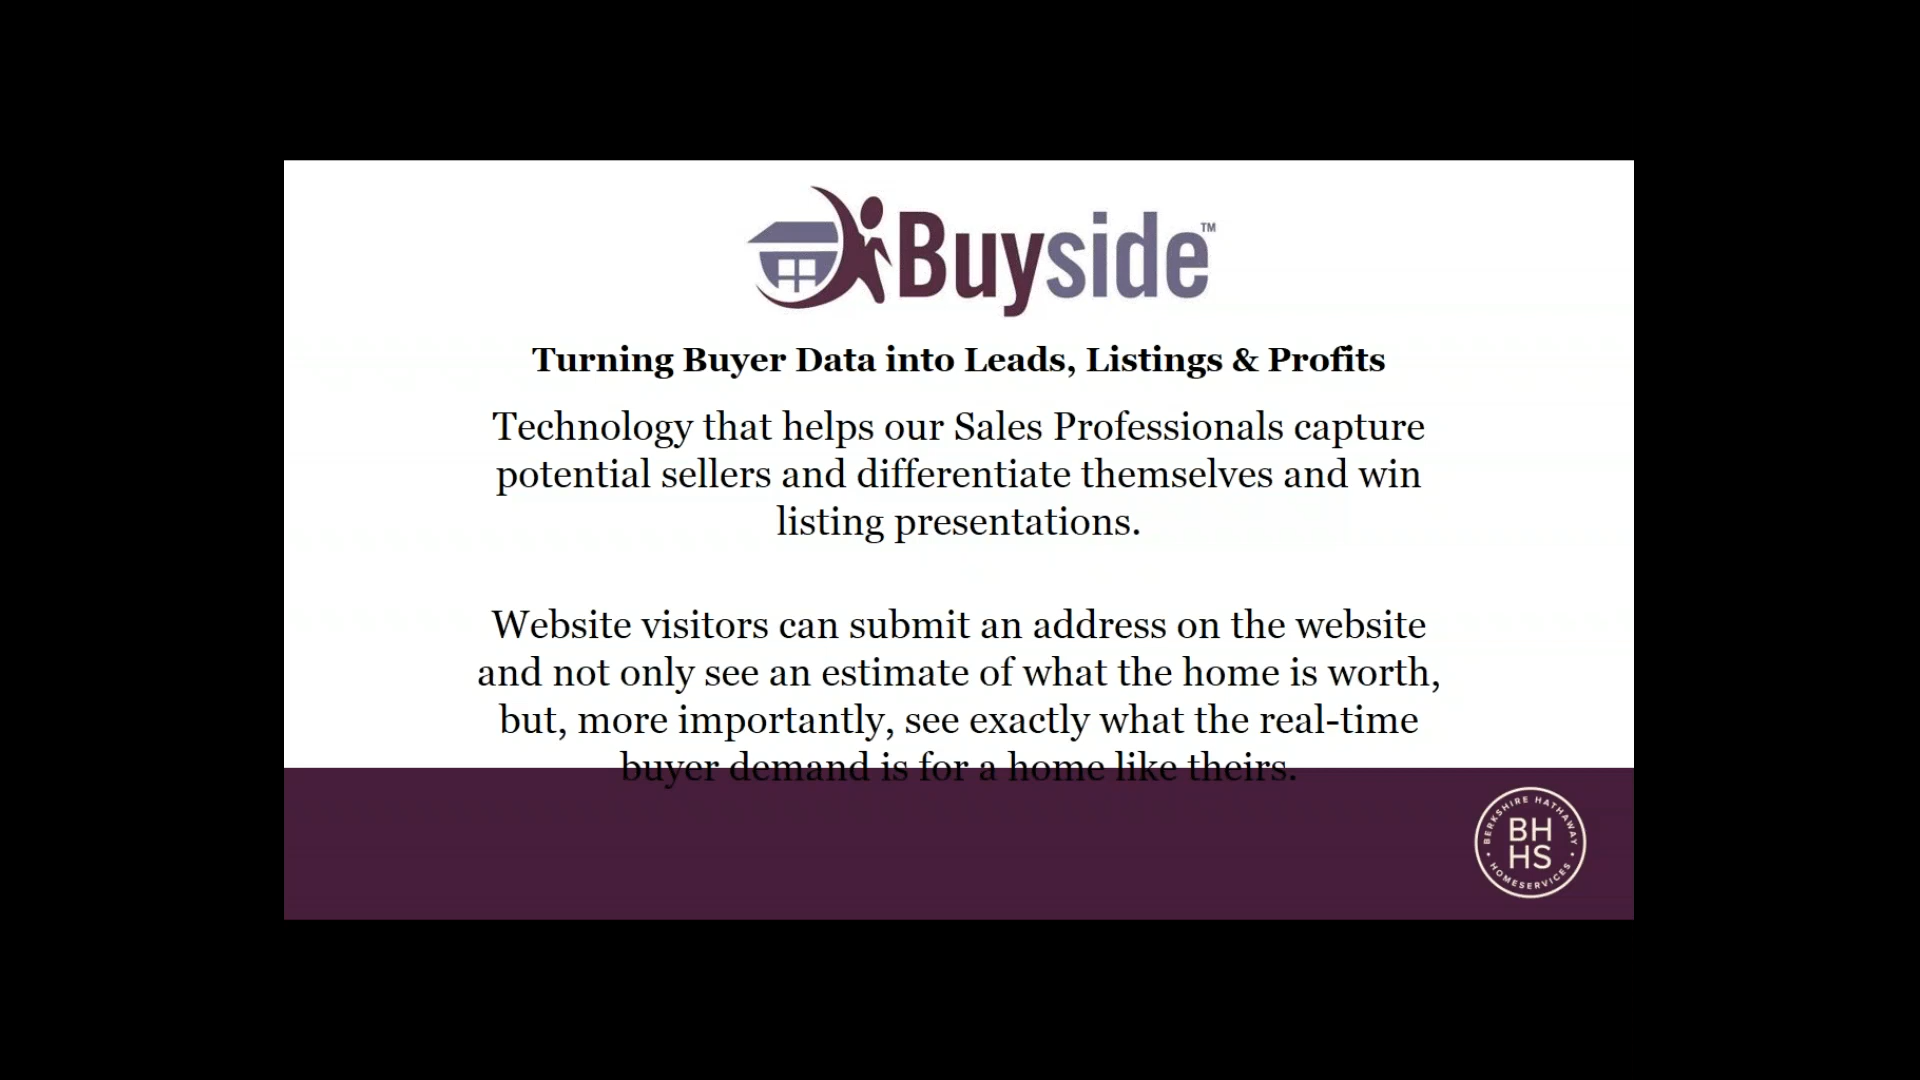 Buyside™
Turning Buyer Data into Leads, Listings & Profits
Technology that helps our Sales Professionals capture
potential sellers and differentiate themselves and win
listing presentations.
Website visitors can submit an address on the website
and not only see an estimate of what the home is worth,
but, more importantly, see exactly what the real-time
buyer demand is for a home like theirs.
BERKSHIRE HATHAWAY
BH
HS
HOMESERVICES